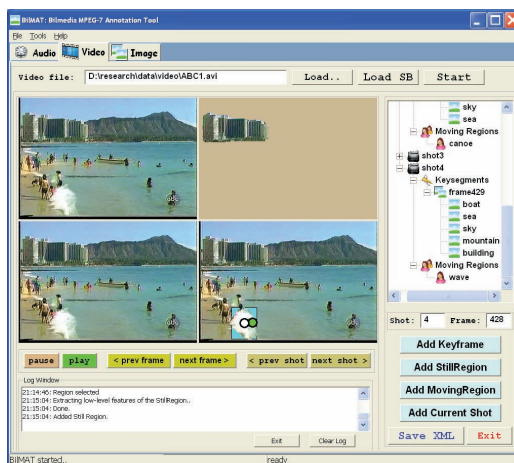 BilMAT: Bilmedia MPEG-7 Annotation Tool
File Tools Help
Audio Video Image
Video file: D:\research\data\video\ABC1.avi Load.. Load SB Start
sky
sea
Moving Regions
canoe
shot3
shot4
Keysegments
frame429
boat
sea
sky
mountain
building
Moving Regions
wave
Shot: 4 Frame: 428
pause play < prev frame next frame > < prev shot next shot >
Add Keyframe
Add StillRegion
Add MovingRegion
Add Current Shot
Save XML Exit
Log Window
21:14:46: Region selected
21:15:04: Extracting low-level features of the StillRegion..
21:15:04: Done.
21:15:04: Added Still Region.
Exit Clear Log
BilMAT started.. ready